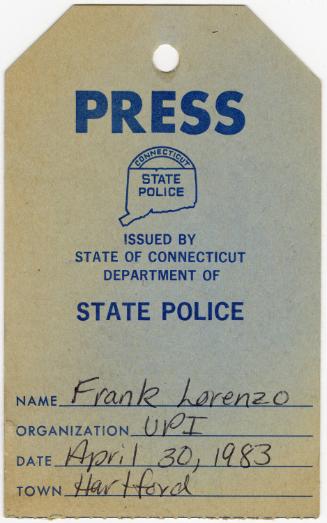 PRESS
CONNECTICUT
STATE
POLICE
ISSUED BY
STATE OF CONNECTICUT
DEPARTMENT OF
STATE POLICE
NAME Frank Lorenzo
ORGANIZATION UPI
DATE April 30, 1983
TOWN Hartford